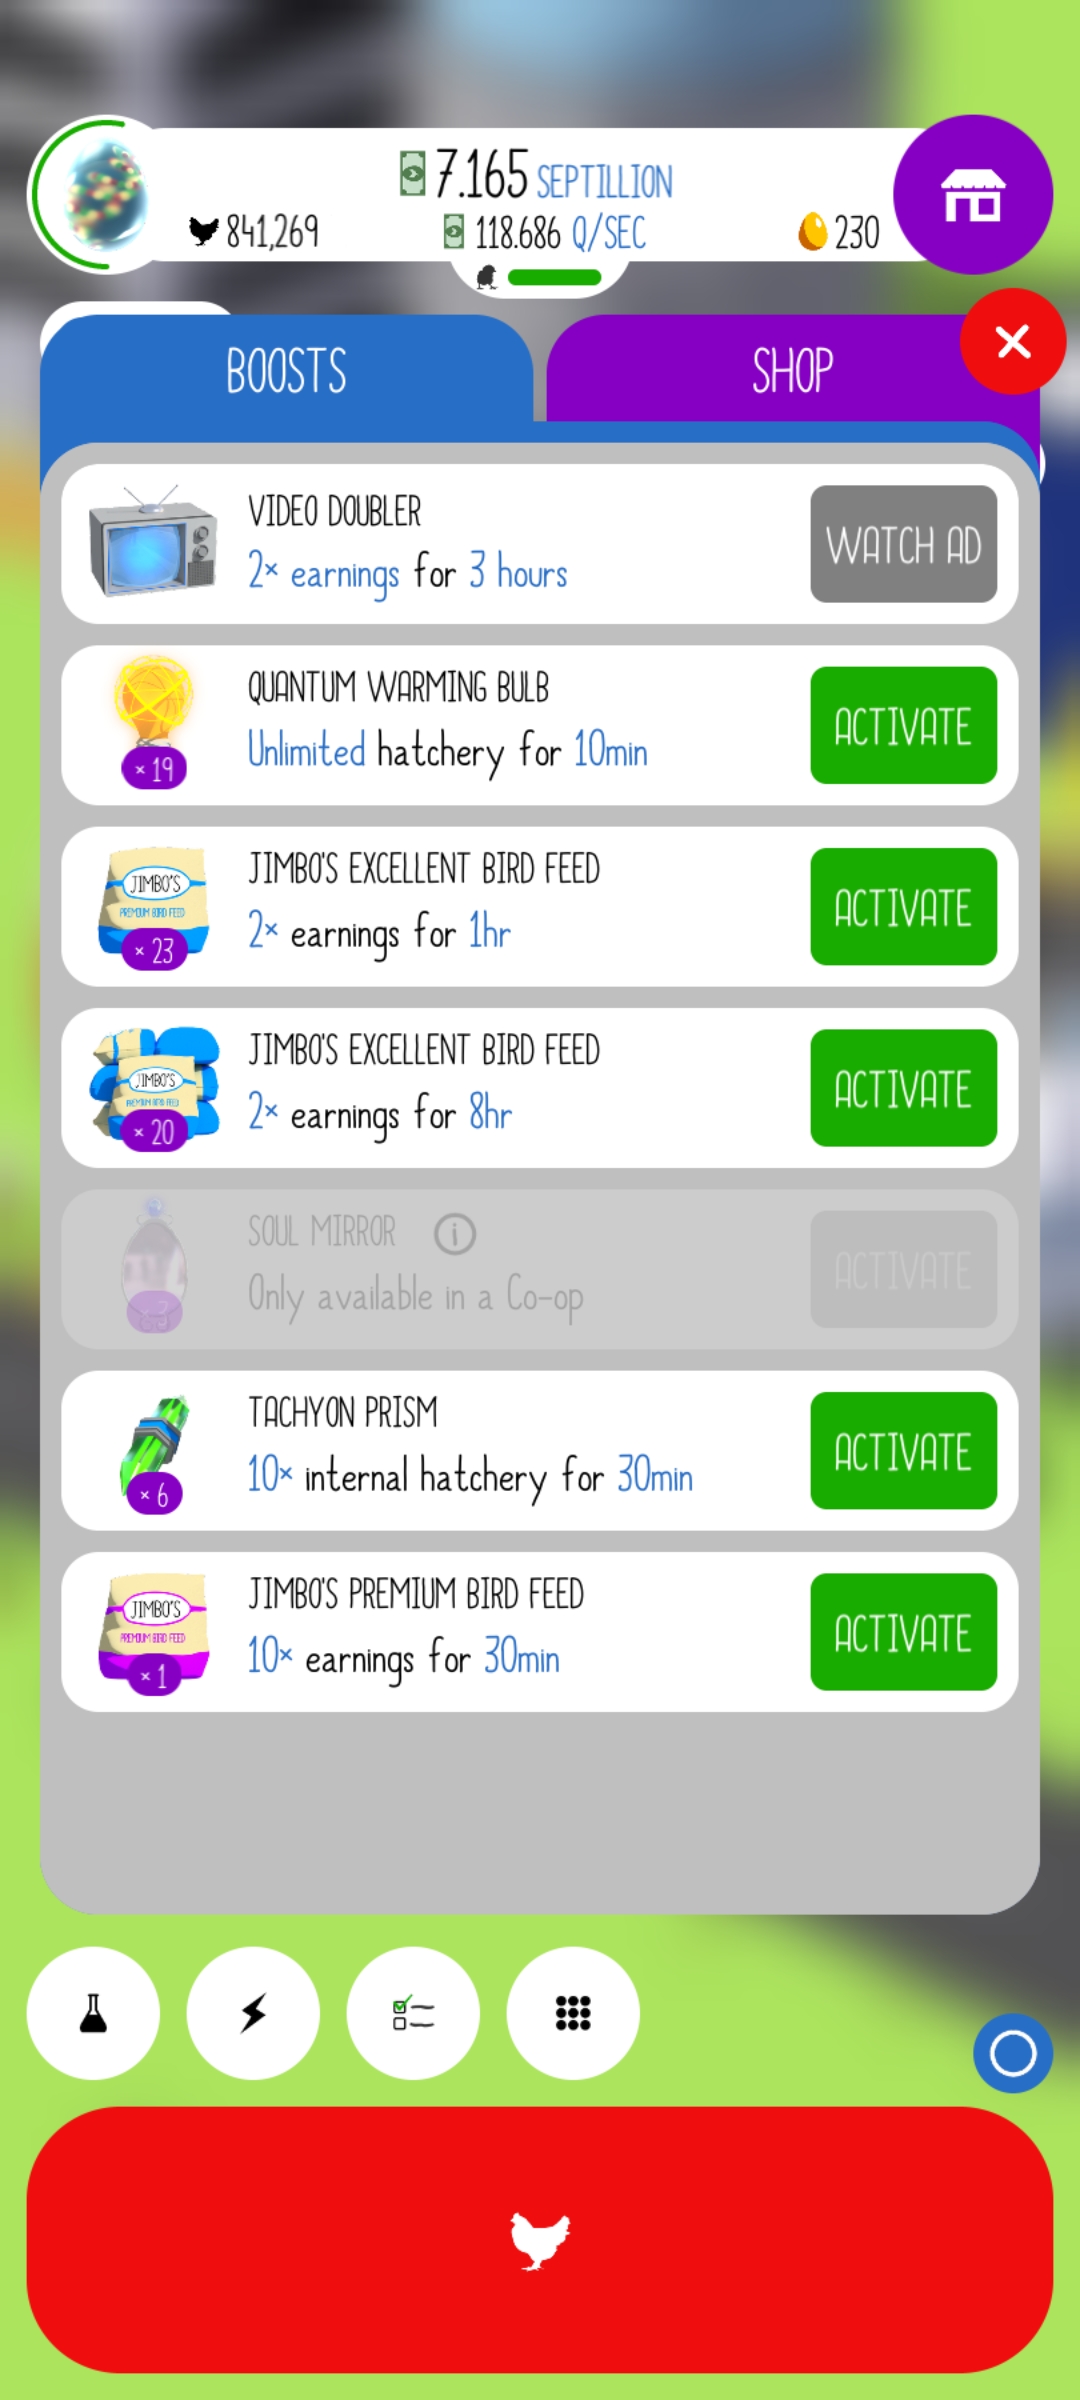 7.165 SEPTILLION
841,269
118.686 Q/SEC
230
BOOSTS
SHOP
VIDEO DOUBLER
2× earnings for 3 hours
WATCH AD
QUANTUM WARMING BULB
Unlimited hatchery for 10min
× 19
ACTIVATE
JIMBO'S
PREMIUM BIRD FEED
× 23
JIMBO'S EXCELLENT BIRD FEED
2× earnings for 1hr
ACTIVATE
JIMBO'S
PREMIUM BIRD FEED
× 20
JIMBO'S EXCELLENT BIRD FEED
2× earnings for 8hr
ACTIVATE
SOUL MIRROR i
Only available in a Co-op
× 3
ACTIVATE
TACHYON PRISM
10× internal hatchery for 30min
× 6
ACTIVATE
JIMBO'S
PREMIUM BIRD FEED
× 1
JIMBO'S PREMIUM BIRD FEED
10× earnings for 30min
ACTIVATE